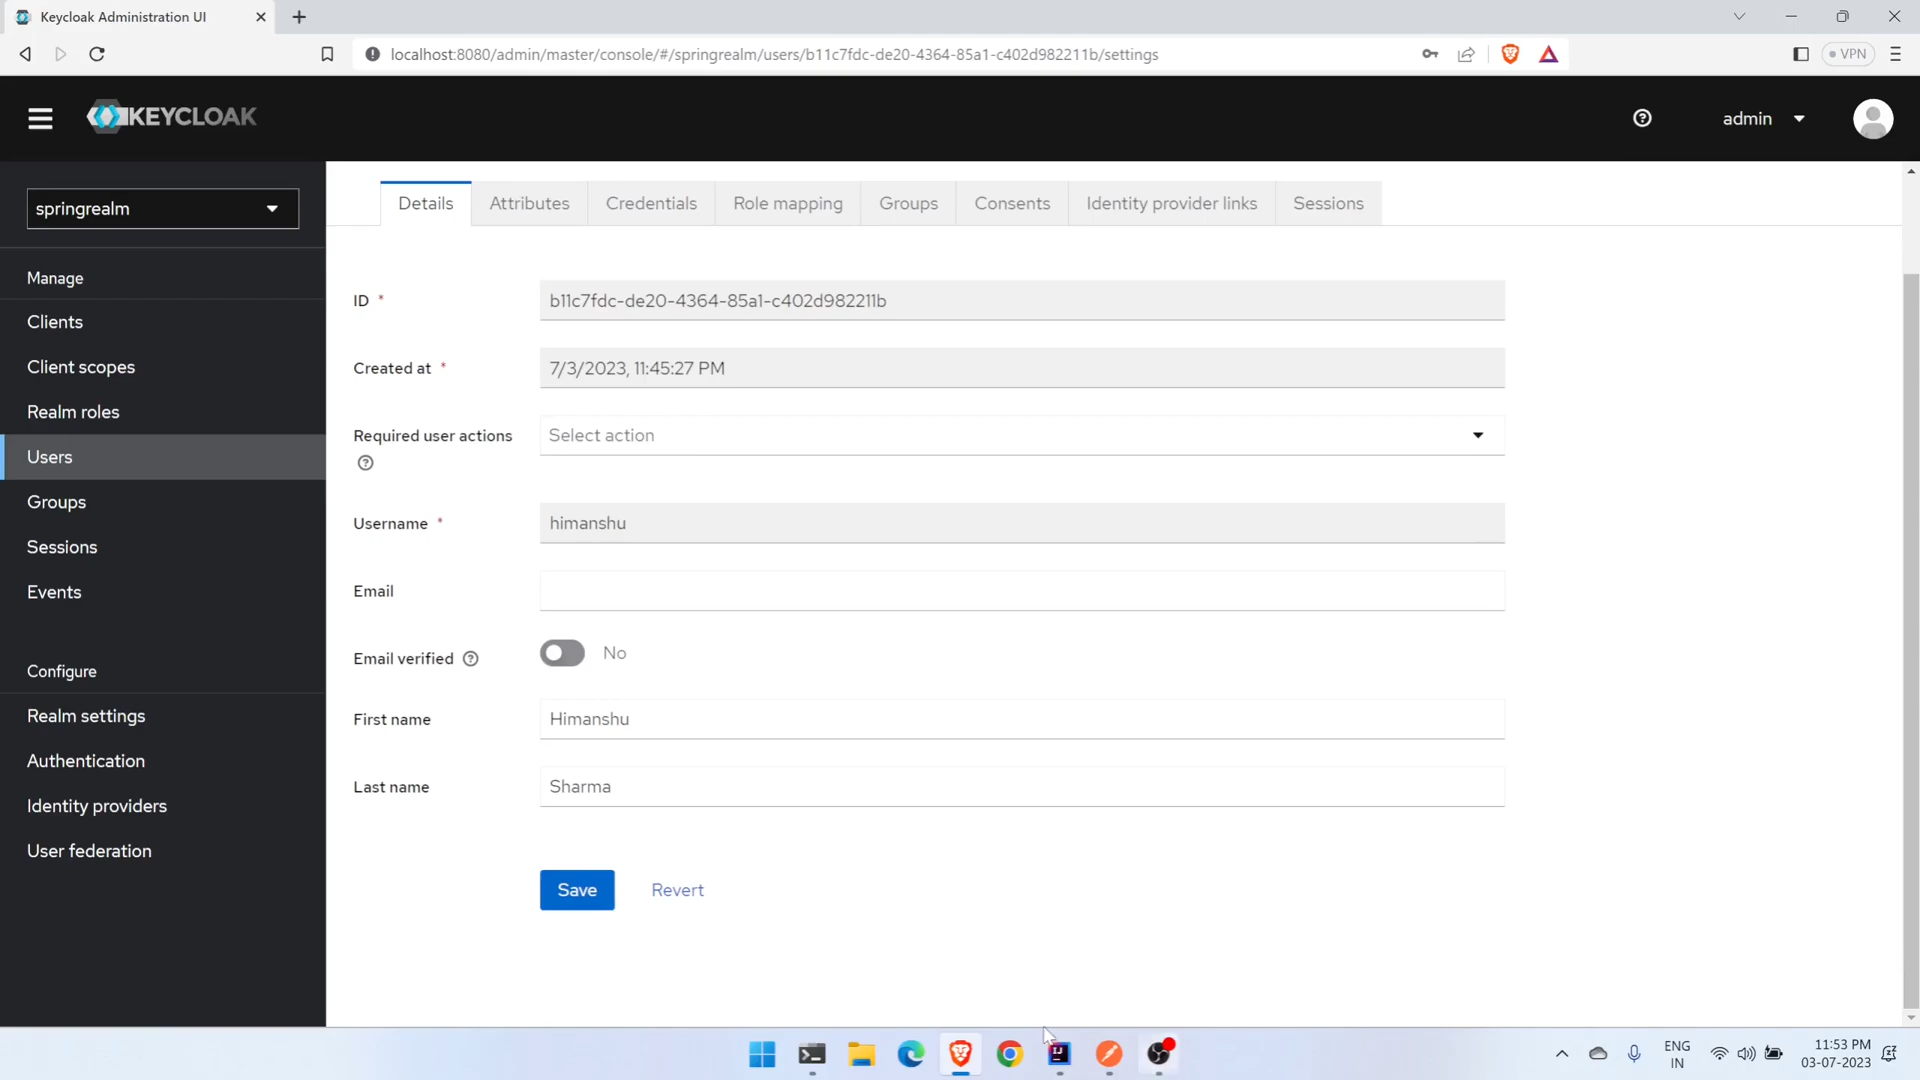 Keycloak Administration UI
localhost:8080/admin/master/console/#/springrealm/users/b11c7fdc-de20-4364-85a1-c402d982211b/settings
VPN
KEYCLOAK
admin
springrealm
Details Attributes Credentials Role mapping Groups Consents Identity provider links Sessions
Manage
Clients
Client scopes
Realm roles
Users
Groups
Sessions
Events
Configure
Realm settings
Authentication
Identity providers
User federation
ID * b11c7fdc-de20-4364-85a1-c402d982211b
Created at * 7/3/2023, 11:45:27 PM
Required user actions Select action
Username * himanshu
Email
Email verified No
First name Himanshu
Last name Sharma
Save Revert
ENG
IN
11:53 PM
03-07-2023